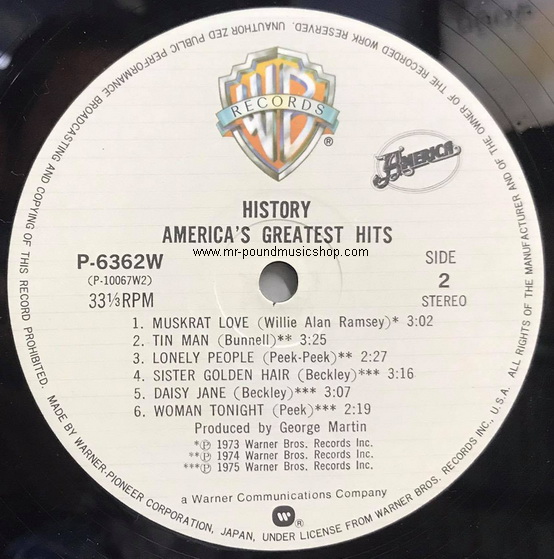 WB
RECORDS
®
America
HISTORY
AMERICA'S GREATEST HITS
www.mr-poundmusicshop.com
P-6362W
(P-10067W2)
33⅓RPM
SIDE
2
STEREO
1. MUSKRAT LOVE (Willie Alan Ramsey)* 3:02
2. TIN MAN (Bunnell)** 3:25
3. LONELY PEOPLE (Peek-Peek)** 2:27
4. SISTER GOLDEN HAIR (Beckley)*** 3:16
5. DAISY JANE (Beckley)*** 3:07
6. WOMAN TONIGHT (Peek)*** 2:19
Produced by George Martin
*℗ 1973 Warner Bros. Records Inc.
**℗ 1974 Warner Bros. Records Inc.
***℗ 1975 Warner Bros. Records Inc.
a Warner Communications Company
®
MADE BY WARNER-PIONEER CORPORATION, JAPAN, UNDER LICENSE FROM WARNER BROS. RECORDS INC., U.S.A. ALL RIGHTS OF THE MANUFACTURER AND OF THE OWNER OF THE RECORDED WORK RESERVED. UNAUTHORIZED PUBLIC PERFORMANCE BROADCASTING AND COPYING OF THIS RECORD PROHIBITED.